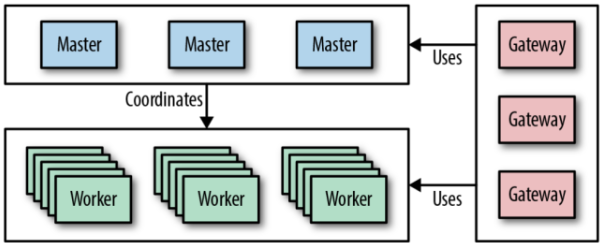 Master
Master
Master
Gateway
Uses
Coordinates
Gateway
Worker
Worker
Worker
Uses
Gateway